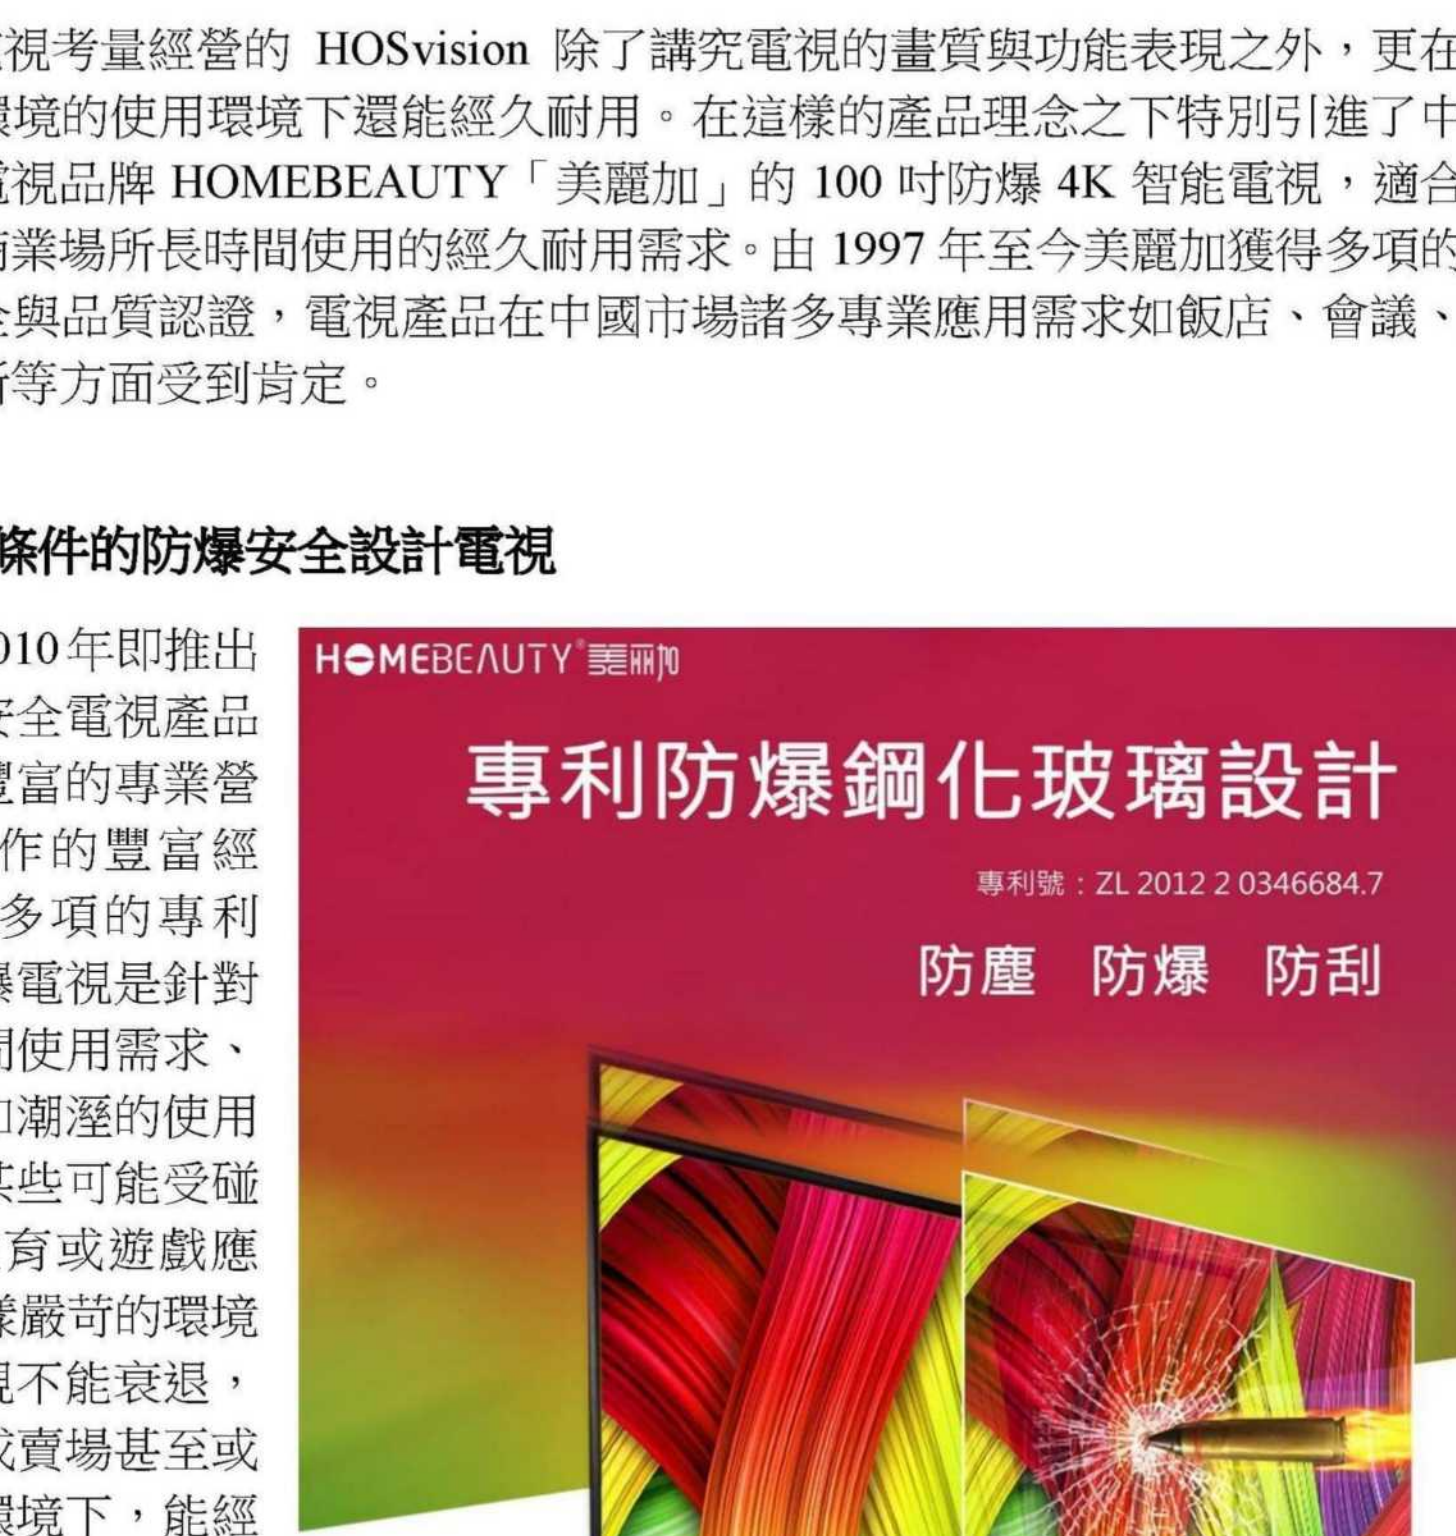 視考量經營的 HOSvision 除了講究電視的畫質與功能表現之外，更在
環境的使用環境下還能經久耐用。在這樣的產品理念之下特別引進了中
電視品牌 HOMEBEAUTY「美麗加」的 100 吋防爆 4K 智能電視，適合
商業場所長時間使用的經久耐用需求。由 1997 年至今美麗加獲得多項的
全與品質認證，電視產品在中國市場諸多專業應用需求如飯店、會議、
所等方面受到肯定。
條件的防爆安全設計電視
010年即推出
安全電視產品
豐富的專業營
作的豐富經
多項的專利
爆電視是針對
間使用需求、
潮溼的使用
某些可能受碰
育或遊戲應
樣嚴苛的環境
現不能衰退，
或賣場甚至或
環境下，能經
HOMEBEAUTY®美丽加
專利防爆鋼化玻璃設計
專利號：ZL 2012 2 0346684.7
防塵 防爆 防刮